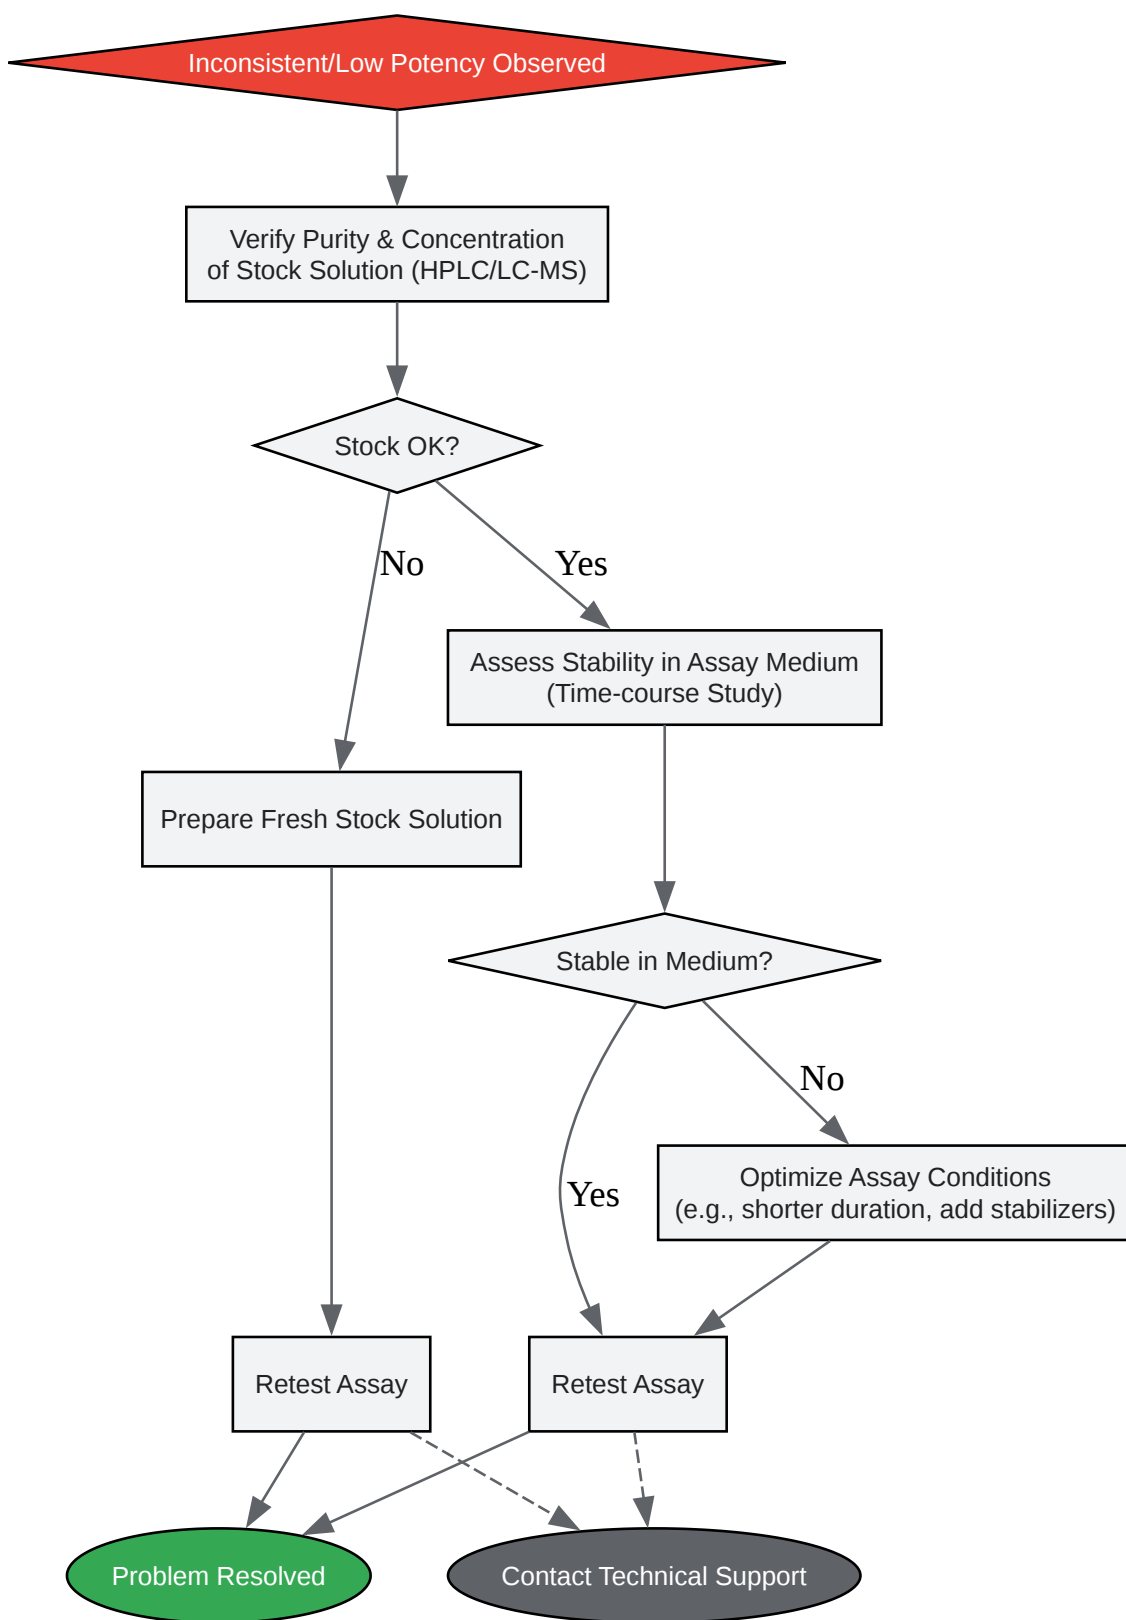 Inconsistent/Low Potency Observed
Verify Purity & Concentration
of Stock Solution (HPLC/LC-MS)
Stock OK?
No
Yes
Assess Stability in Assay Medium
(Time-course Study)
Prepare Fresh Stock Solution
Stable in Medium?
No
Optimize Assay Conditions
(e.g., shorter duration, add stabilizers)
Yes
Retest Assay
Retest Assay
Problem Resolved
Contact Technical Support